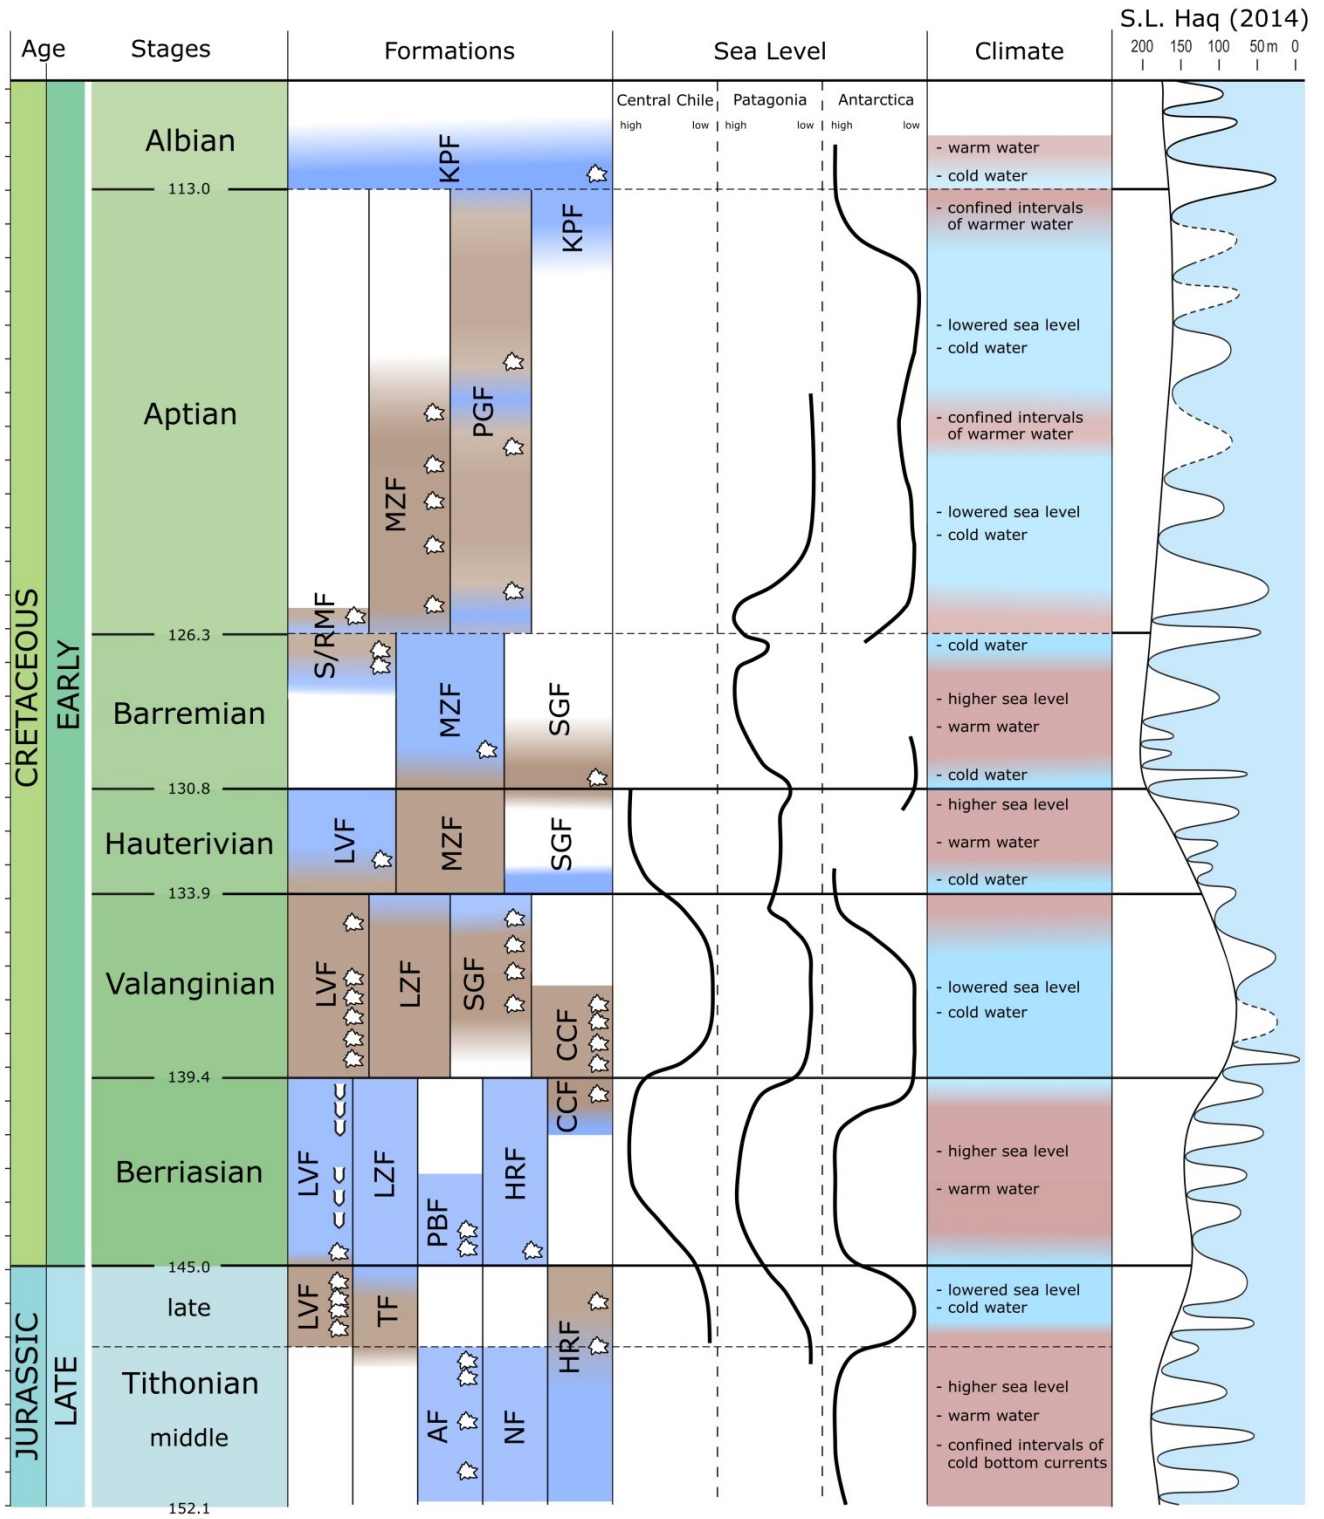 S.L. Haq (2014)
Age Stages Formations Sea Level Climate
200 150 100 50m 0
Central Chile Patagonia Antarctica
high low high low high low
Albian
KPF
- warm water
- cold water
113.0
KPF
- confined intervals
of warmer water
Aptian
MZF
PGF
- lowered sea level
- cold water
- confined intervals
of warmer water
- lowered sea level
- cold water
S/RMF
126.3
CRETACEOUS
EARLY
Barremian
MZF
SGF
- cold water
- higher sea level
- warm water
- cold water
130.8
Hauterivian
LVF
MZF
SGF
- higher sea level
- warm water
- cold water
133.9
Valanginian
LVF
LZF
SGF
CCF
- lowered sea level
- cold water
139.4
Berriasian
LVF
LZF
PBF
HRF
CCF
- higher sea level
- warm water
145.0
JURASSIC
LATE
late
LVF
TF
HRF
- lowered sea level
- cold water
Tithonian
middle
AF
NF
- higher sea level
- warm water
- confined intervals of
cold bottom currents
152.1